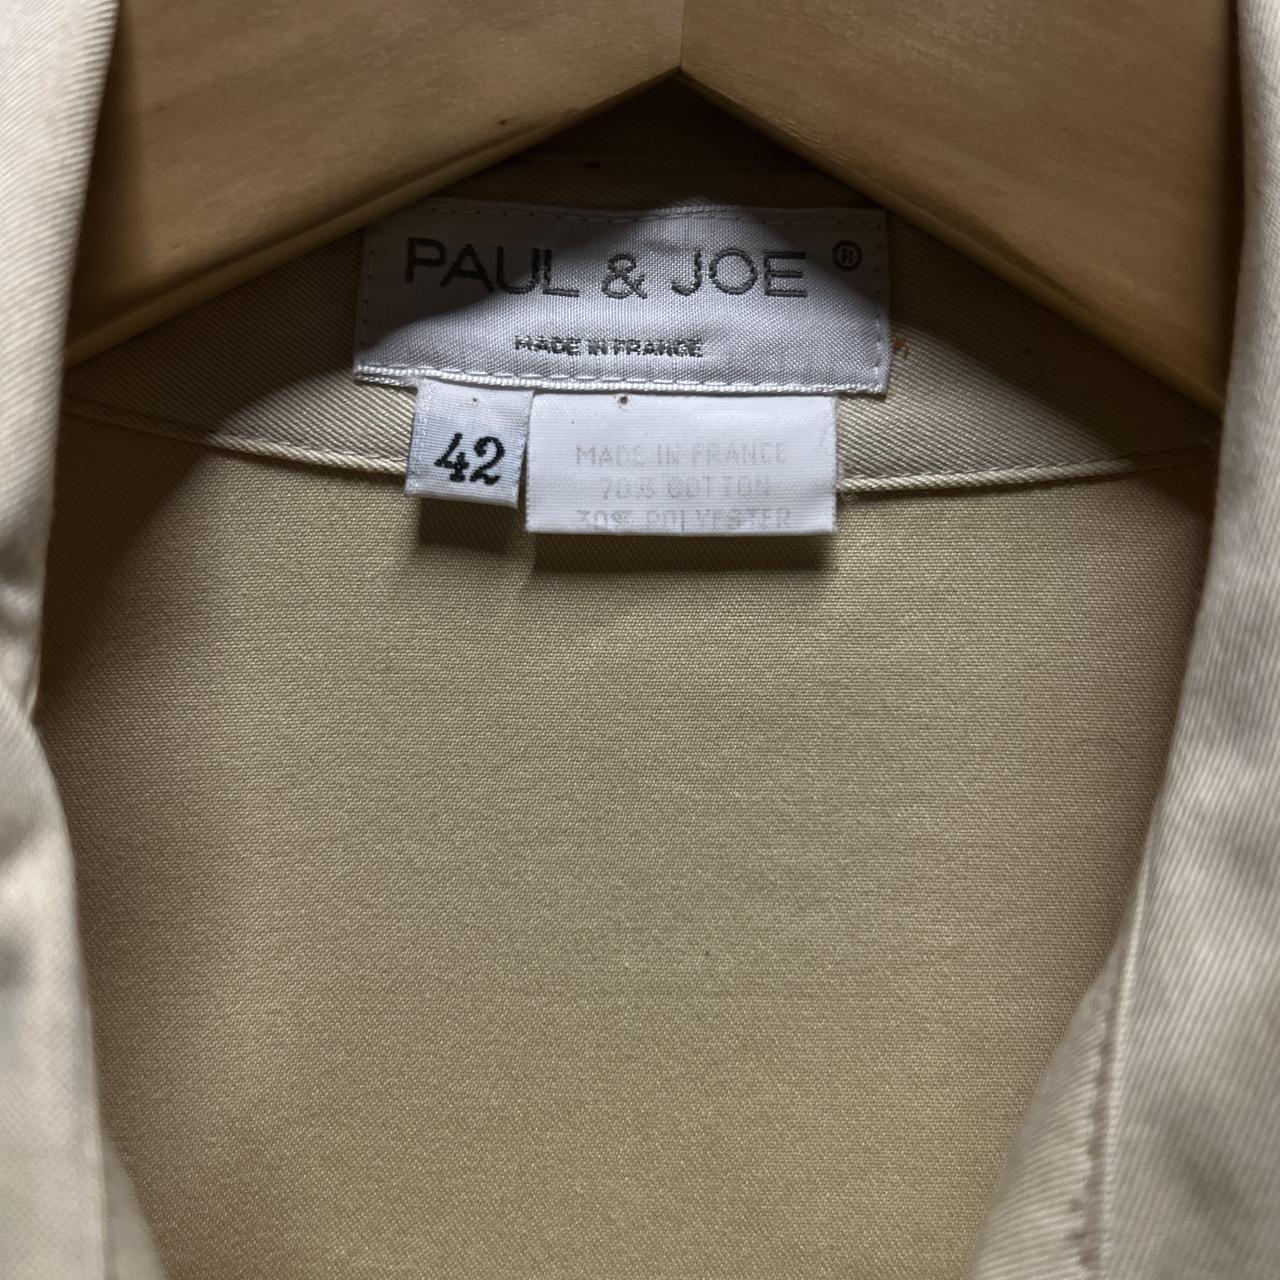 PAUL & JOE ®
MADE IN FRANCE
42
MADE IN FRANCE
70% COTTON
30% POLYESTER